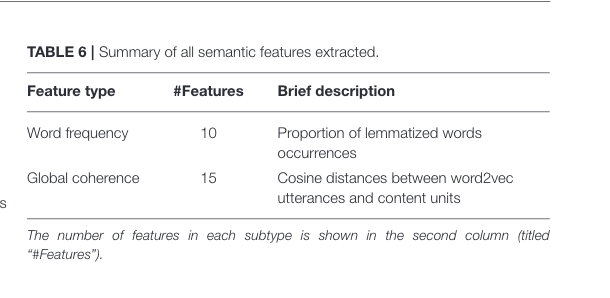 TABLE 6 | Summary of all semantic features extracted.
Feature type #Features Brief description
Word frequency 10 Proportion of lemmatized words
occurrences
Global coherence 15 Cosine distances between word2vec
s
utterances and content units
The number of features in each subtype is shown in the second column (titled
“#Features”).